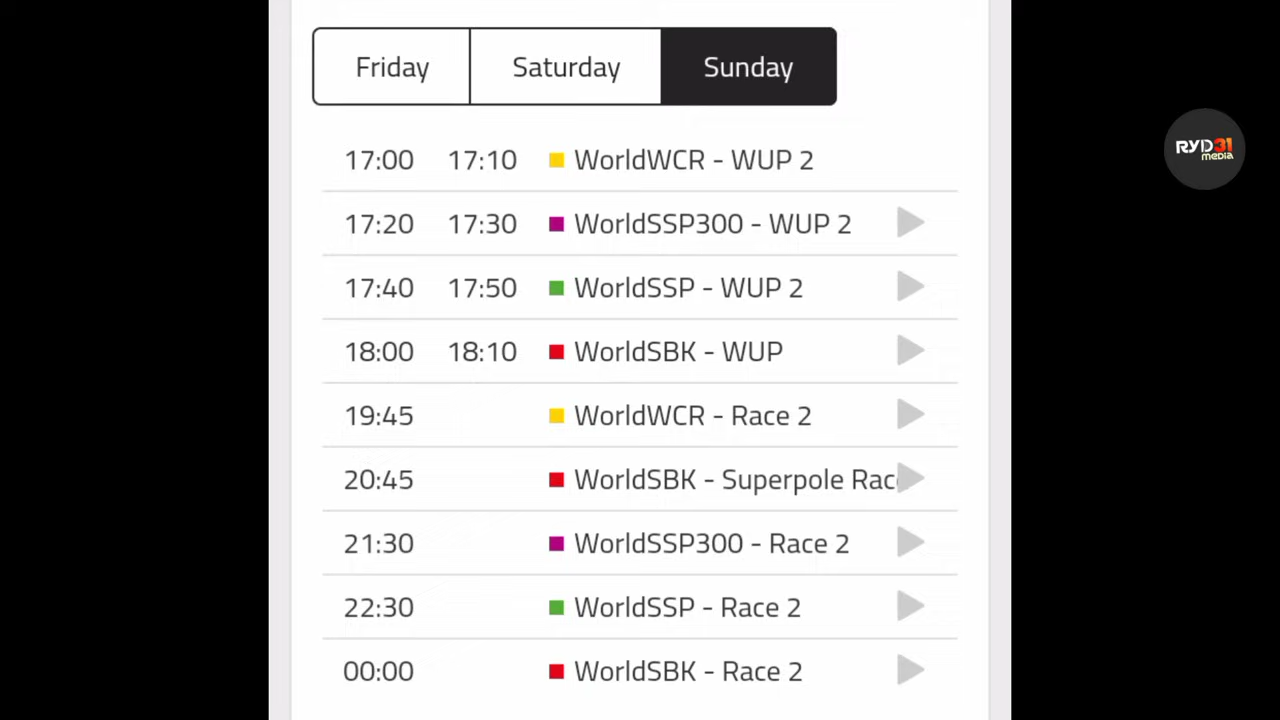 Friday Saturday Sunday
RYD31
media
17:00 17:10 WorldWCR - WUP 2
17:20 17:30 WorldSSP300 - WUP 2
17:40 17:50 WorldSSP - WUP 2
18:00 18:10 WorldSBK - WUP
19:45 WorldWCR - Race 2
20:45 WorldSBK - Superpole Rac
21:30 WorldSSP300 - Race 2
22:30 WorldSSP - Race 2
00:00 WorldSBK - Race 2